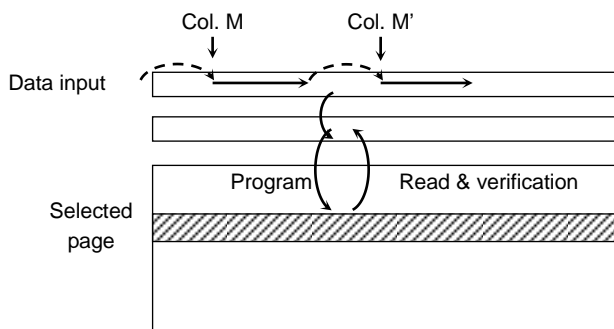 Col. M
Col. M’
Data input
Program
Read & verification
Selected
page